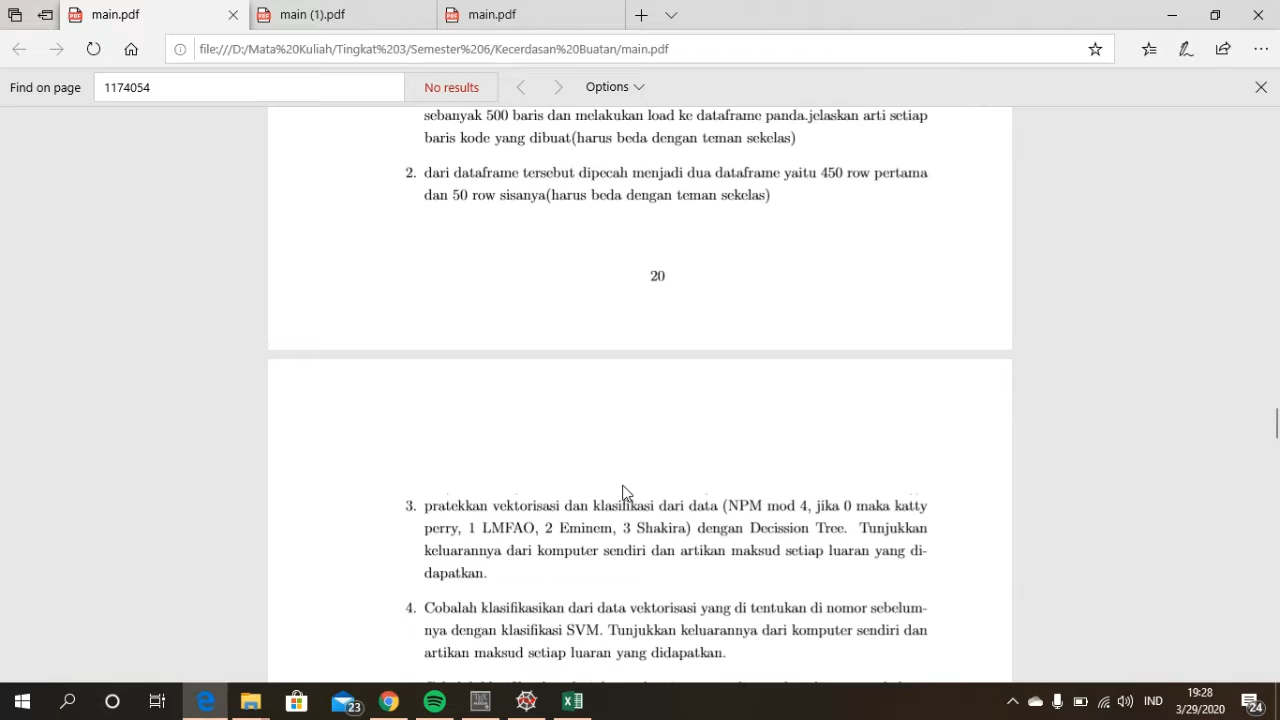 main.pdf
main (1).pdf
main.pdf
file:///D:/Mata%20Kuliah/Tingkat%203/Semester%206/Kecerdasan%20Buatan/main.pdf
Find on page
1174054
No results
Options
sebanyak 500 baris dan melakukan load ke dataframe panda.jelaskan arti setiap
baris kode yang dibuat(harus beda dengan teman sekelas)
2. dari dataframe tersebut dipecah menjadi dua dataframe yaitu 450 row pertama
dan 50 row sisanya(harus beda dengan teman sekelas)
20
3. pratekkan vektorisasi dan klasifikasi dari data (NPM mod 4, jika 0 maka katty
perry, 1 LMFAO, 2 Eminem, 3 Shakira) dengan Decission Tree. Tunjukkan
keluarannya dari komputer sendiri dan artikan maksud setiap luaran yang di-
dapatkan.
4. Cobalah klasifikasikan dari data vektorisasi yang di tentukan di nomor sebelum-
nya dengan klasifikasi SVM. Tunjukkan keluarannya dari komputer sendiri dan
artikan maksud setiap luaran yang didapatkan.
23
IND
19:28
3/29/2020
24